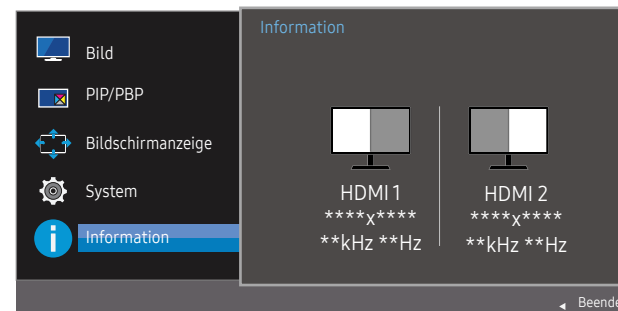 Information
Bild
PIP/PBP
Bildschirmanzeige
System
Information
HDMI 1
****x****
**kHz **Hz
HDMI 2
****x****
**kHz **Hz
Beende